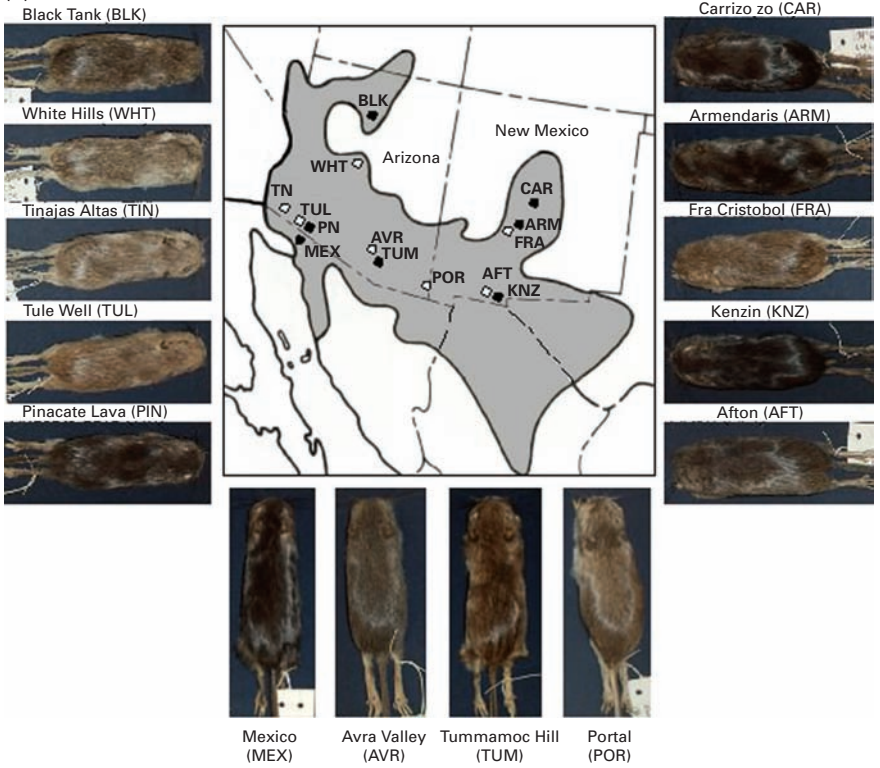 Black Tank (BLK)
White Hills (WHT)
Tinajas Altas (TIN)
Tule Well (TUL)
Pinacate Lava (PIN)
BLK
New Mexico
Arizona
WHT
TN
TUL
PN
MEX
AVR
TUM
POR
CAR
ARM
FRA
AFT
KNZ
Carrizo zo (CAR)
Armendaris (ARM)
Fra Cristobol (FRA)
Kenzin (KNZ)
Afton (AFT)
Mexico
(MEX)
Avra Valley
(AVR)
Tummamoc Hill
(TUM)
Portal
(POR)